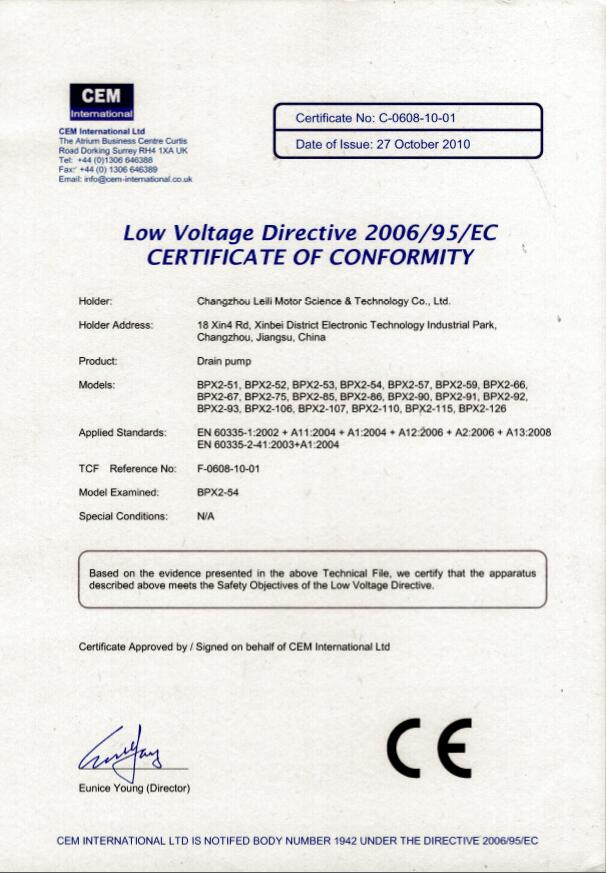 CEM
International
CEM International Ltd
The Atrium Business Centre Curtis
Road Dorking Surrey RH4 1XA UK
Tel: +44 (0)1306 646388
Fax: +44 (0) 1306 646389
Email: info@cem-international.co.uk
Certificate No: C-0608-10-01
Date of Issue: 27 October 2010
Low Voltage Directive 2006/95/EC
CERTIFICATE OF CONFORMITY
Holder: Changzhou Leili Motor Science & Technology Co., Ltd.
Holder Address: 18 Xin4 Rd, Xinbei District Electronic Technology Industrial Park,
Changzhou, Jiangsu, China
Product: Drain pump
Models: BPX2-51, BPX2-52, BPX2-53, BPX2-54, BPX2-57, BPX2-59, BPX2-66,
BPX2-67, BPX2-75, BPX2-85, BPX2-86, BPX2-90, BPX2-91, BPX2-92,
BPX2-93, BPX2-106, BPX2-107, BPX2-110, BPX2-115, BPX2-126
Applied Standards: EN 60335-1:2002 + A11:2004 + A1:2004 + A12:2006 + A2:2006 + A13:2008
EN 60335-2-41:2003+A1:2004
TCF Reference No: F-0608-10-01
Model Examined: BPX2-54
Special Conditions: N/A
Based on the evidence presented in the above Technical File, we certify that the apparatus
described above meets the Safety Objectives of the Low Voltage Directive.
Certificate Approved by / Signed on behalf of CEM International Ltd
CE
Eunice Young (Director)
CEM INTERNATIONAL LTD IS NOTIFED BODY NUMBER 1942 UNDER THE DIRECTIVE 2006/95/EC